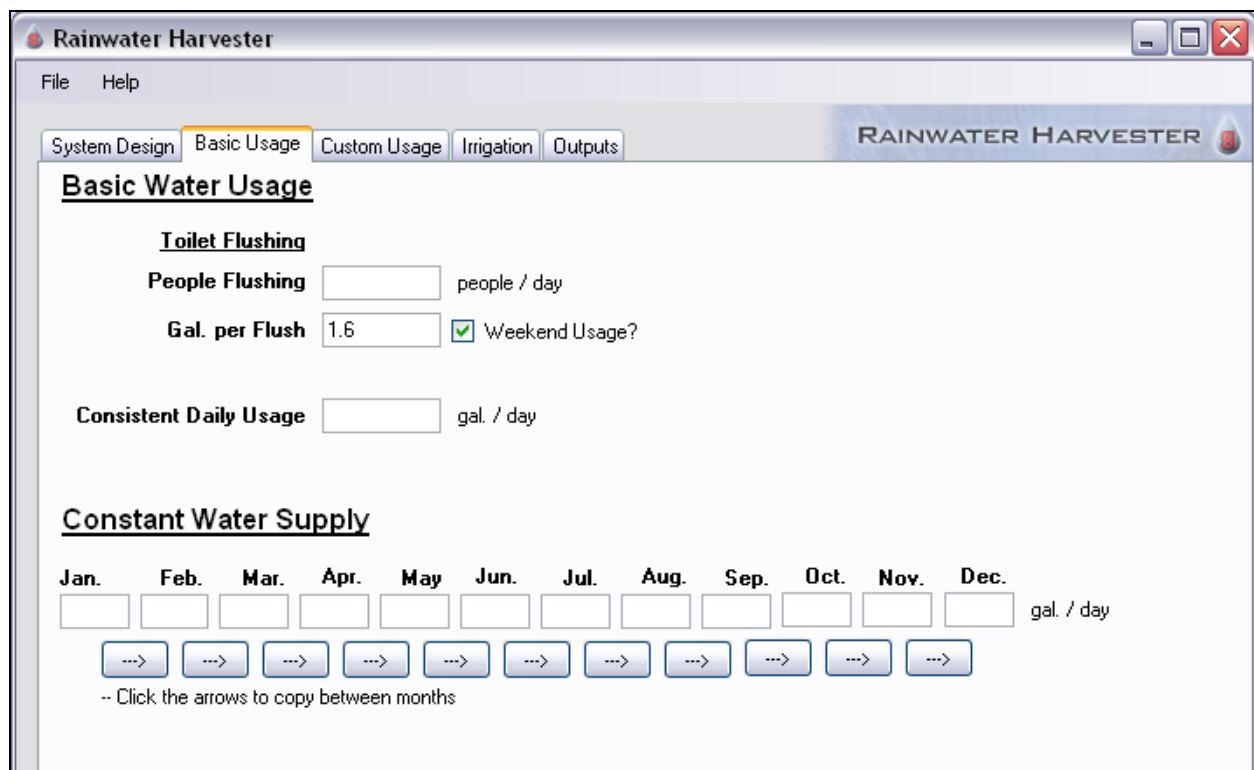 Rainwater Harvester
File Help
RAINWATER HARVESTER
System Design Basic Usage Custom Usage Irrigation Outputs
Basic Water Usage
Toilet Flushing
People Flushing people / day
Gal. per Flush 1.6 Weekend Usage?
Consistent Daily Usage gal. / day
Constant Water Supply
Jan. Feb. Mar. Apr. May Jun. Jul. Aug. Sep. Oct. Nov. Dec.
gal. / day
---> ---> ---> ---> ---> ---> ---> ---> ---> ---> --->
-- Click the arrows to copy between months